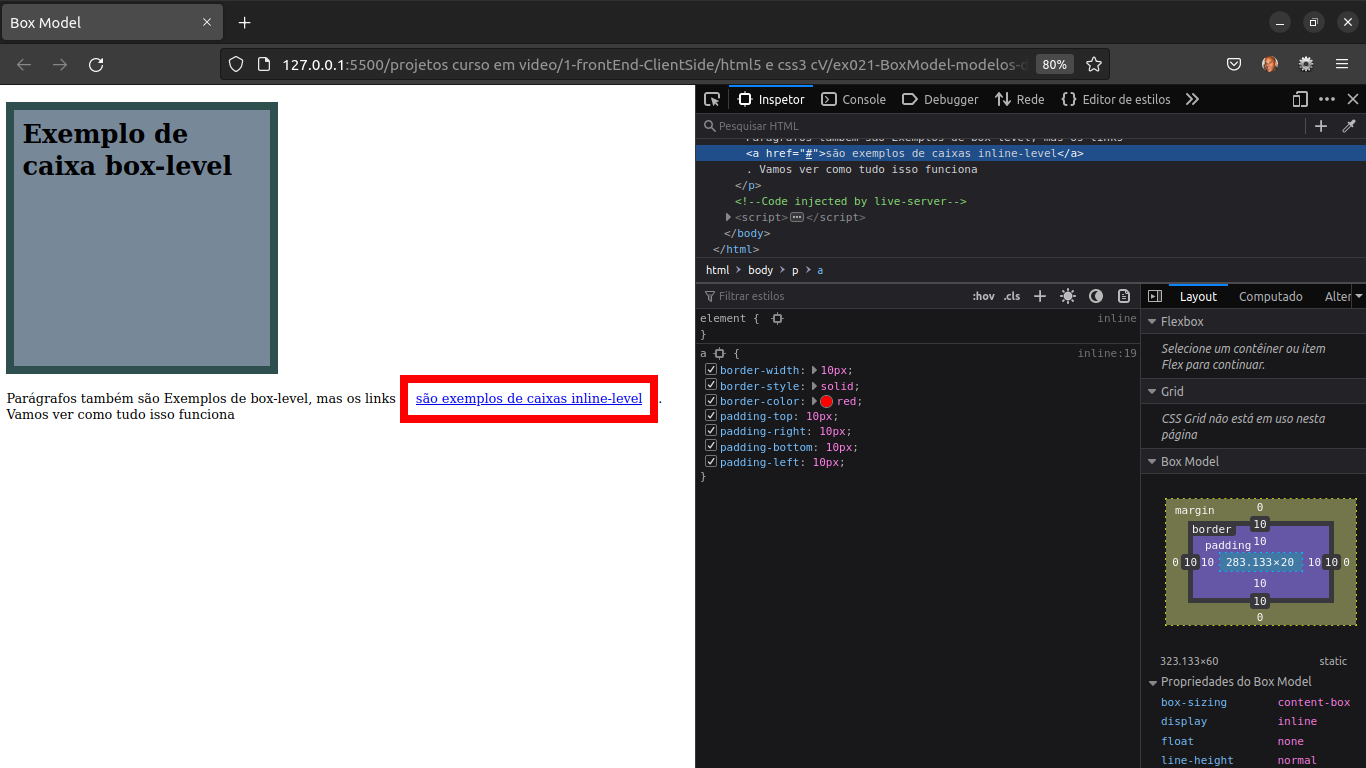 Box Model
127.0.0.1:5500/projetos curso em video/1-frontEnd-ClientSide/html5 e css3 cV/ex021-BoxModel-modelos-d
80%
Exemplo de
caixa box-level
Parágrafos também são Exemplos de box-level, mas os links são exemplos de caixas inline-level .
Vamos ver como tudo isso funciona
Inspetor Console Debugger Rede Editor de estilos
Pesquisar HTML
Parágrafos também são Exemplos de box-level, mas os links
<a href="#">são exemplos de caixas inline-level</a>
. Vamos ver como tudo isso funciona
</p>
<!--Code injected by live-server-->
<script></script>
</body>
</html>
html body p a
Filtrar estilos :hov .cls
element { inline
}
a { inline:19
border-width: 10px;
border-style: solid;
border-color: red;
padding-top: 10px;
padding-right: 10px;
padding-bottom: 10px;
padding-left: 10px;
}
Layout Computado Alter
Flexbox
Selecione um contêiner ou item
Flex para continuar.
Grid
CSS Grid não está em uso nesta
página
Box Model
margin 0
border 10
padding 10
0 10 10 283.133×20 10 10 0
10
10
0
323.133×60 static
Propriedades do Box Model
box-sizing content-box
display inline
float none
line-height normal